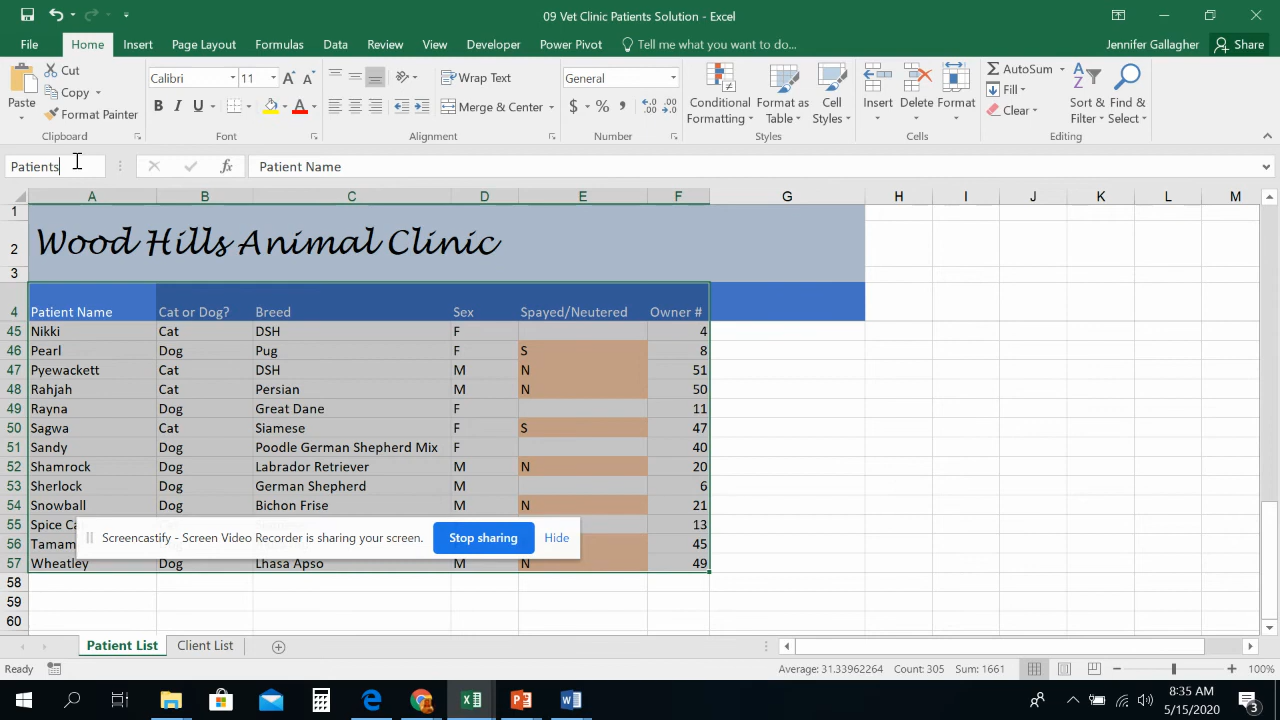 09 Vet Clinic Patients Solution - Excel
File Home Insert Page Layout Formulas Data Review View Developer Power Pivot Tell me what you want to do... Jennifer Gallagher Share
Paste Cut Copy Format Painter Clipboard
Calibri 11 A A B I U A Font
Wrap Text Merge & Center Alignment
General $ % , Number
Conditional Formatting Format as Table Cell Styles Styles
Insert Delete Format Cells
AutoSum Fill Clear Sort & Filter Find & Select Editing
Patients fx Patient Name
A B C D E F G H I J K L M
1
2 Wood Hills Animal Clinic
3
4 Patient Name Cat or Dog? Breed Sex Spayed/Neutered Owner #
45 Nikki Cat DSH F 4
46 Pearl Dog Pug F S 8
47 Pyewackett Cat DSH M N 51
48 Rahjah Cat Persian M N 50
49 Rayna Dog Great Dane F 11
50 Sagwa Cat Siamese F S 47
51 Sandy Dog Poodle German Shepherd Mix F 40
52 Shamrock Dog Labrador Retriever M N 20
53 Sherlock Dog German Shepherd M 6
54 Snowball Dog Bichon Frise M N 21
55 Spice Ca 13
Screencastify - Screen Video Recorder is sharing your screen. Stop sharing Hide
56 Tamam 45
57 Wheatley Dog Lhasa Apso M N 49
58
59
60
Patient List Client List
Ready Average: 31.33962264 Count: 305 Sum: 1661 100%
8:35 AM
5/15/2020
3